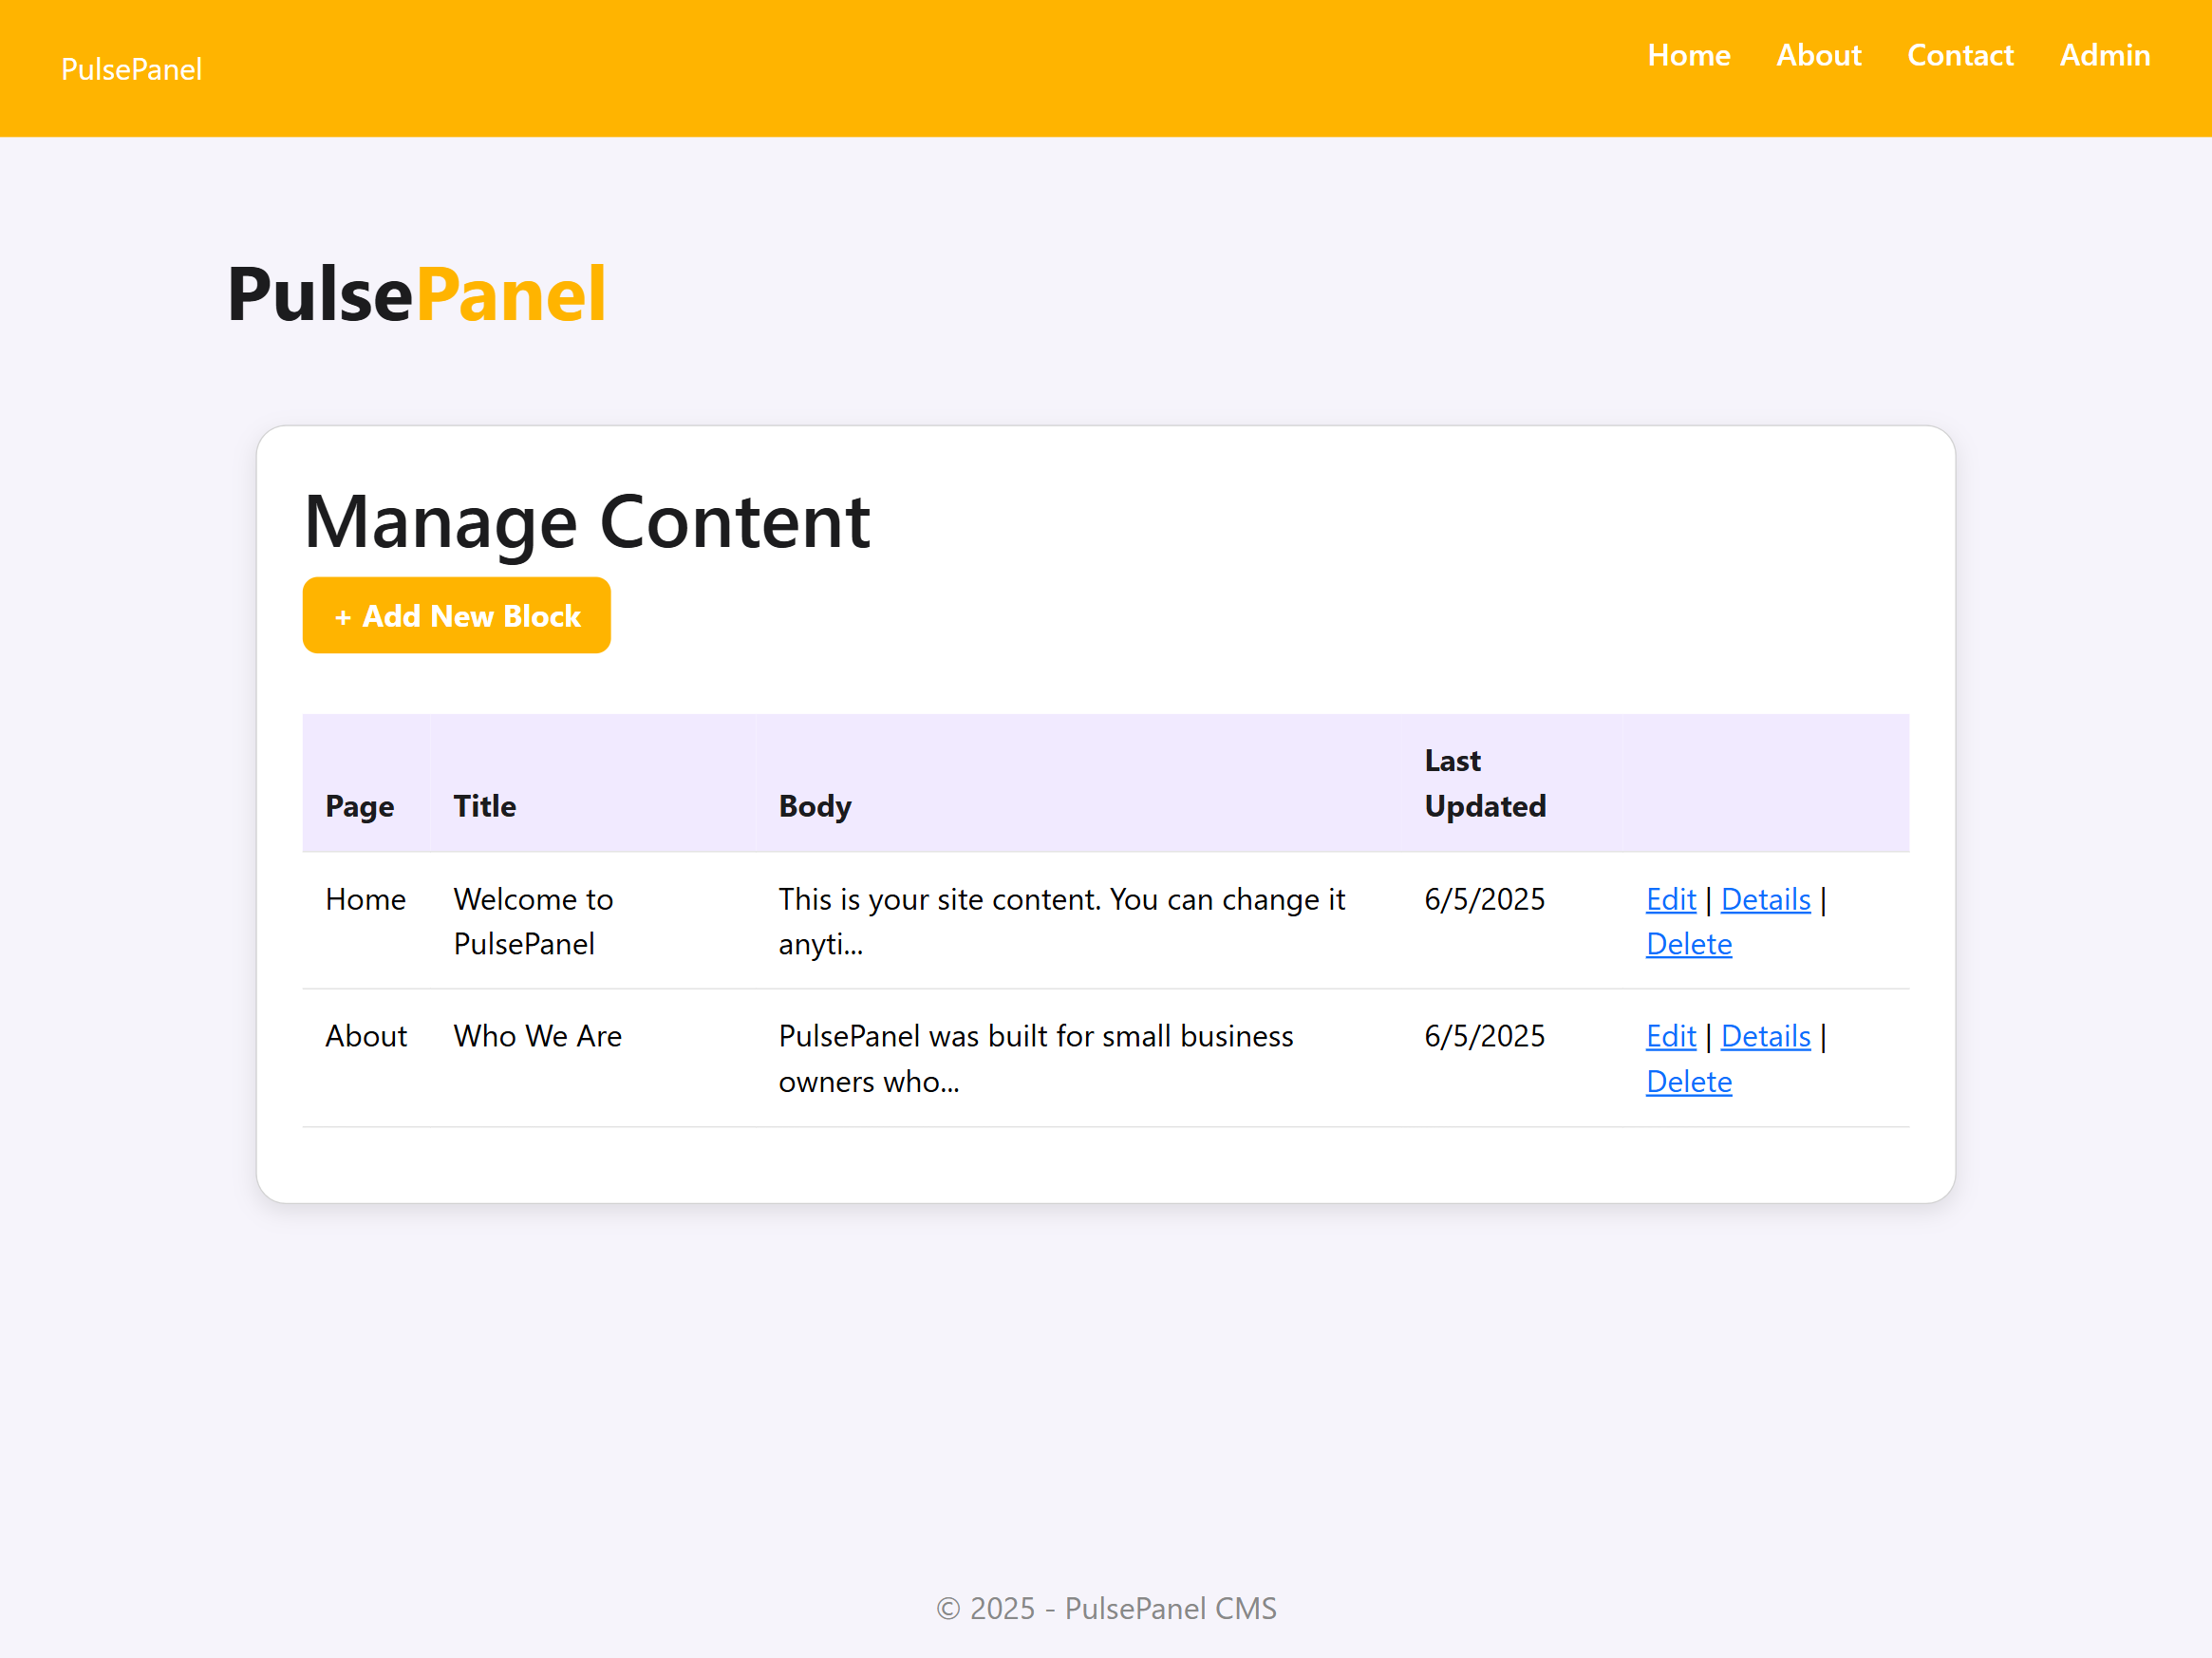 PulsePanel
Home About Contact Admin
PulsePanel
Manage Content
+ Add New Block
Page Title Body Last Updated
Home Welcome to PulsePanel This is your site content. You can change it anyti... 6/5/2025 Edit | Details | Delete
About Who We Are PulsePanel was built for small business owners who... 6/5/2025 Edit | Details | Delete
© 2025 - PulsePanel CMS